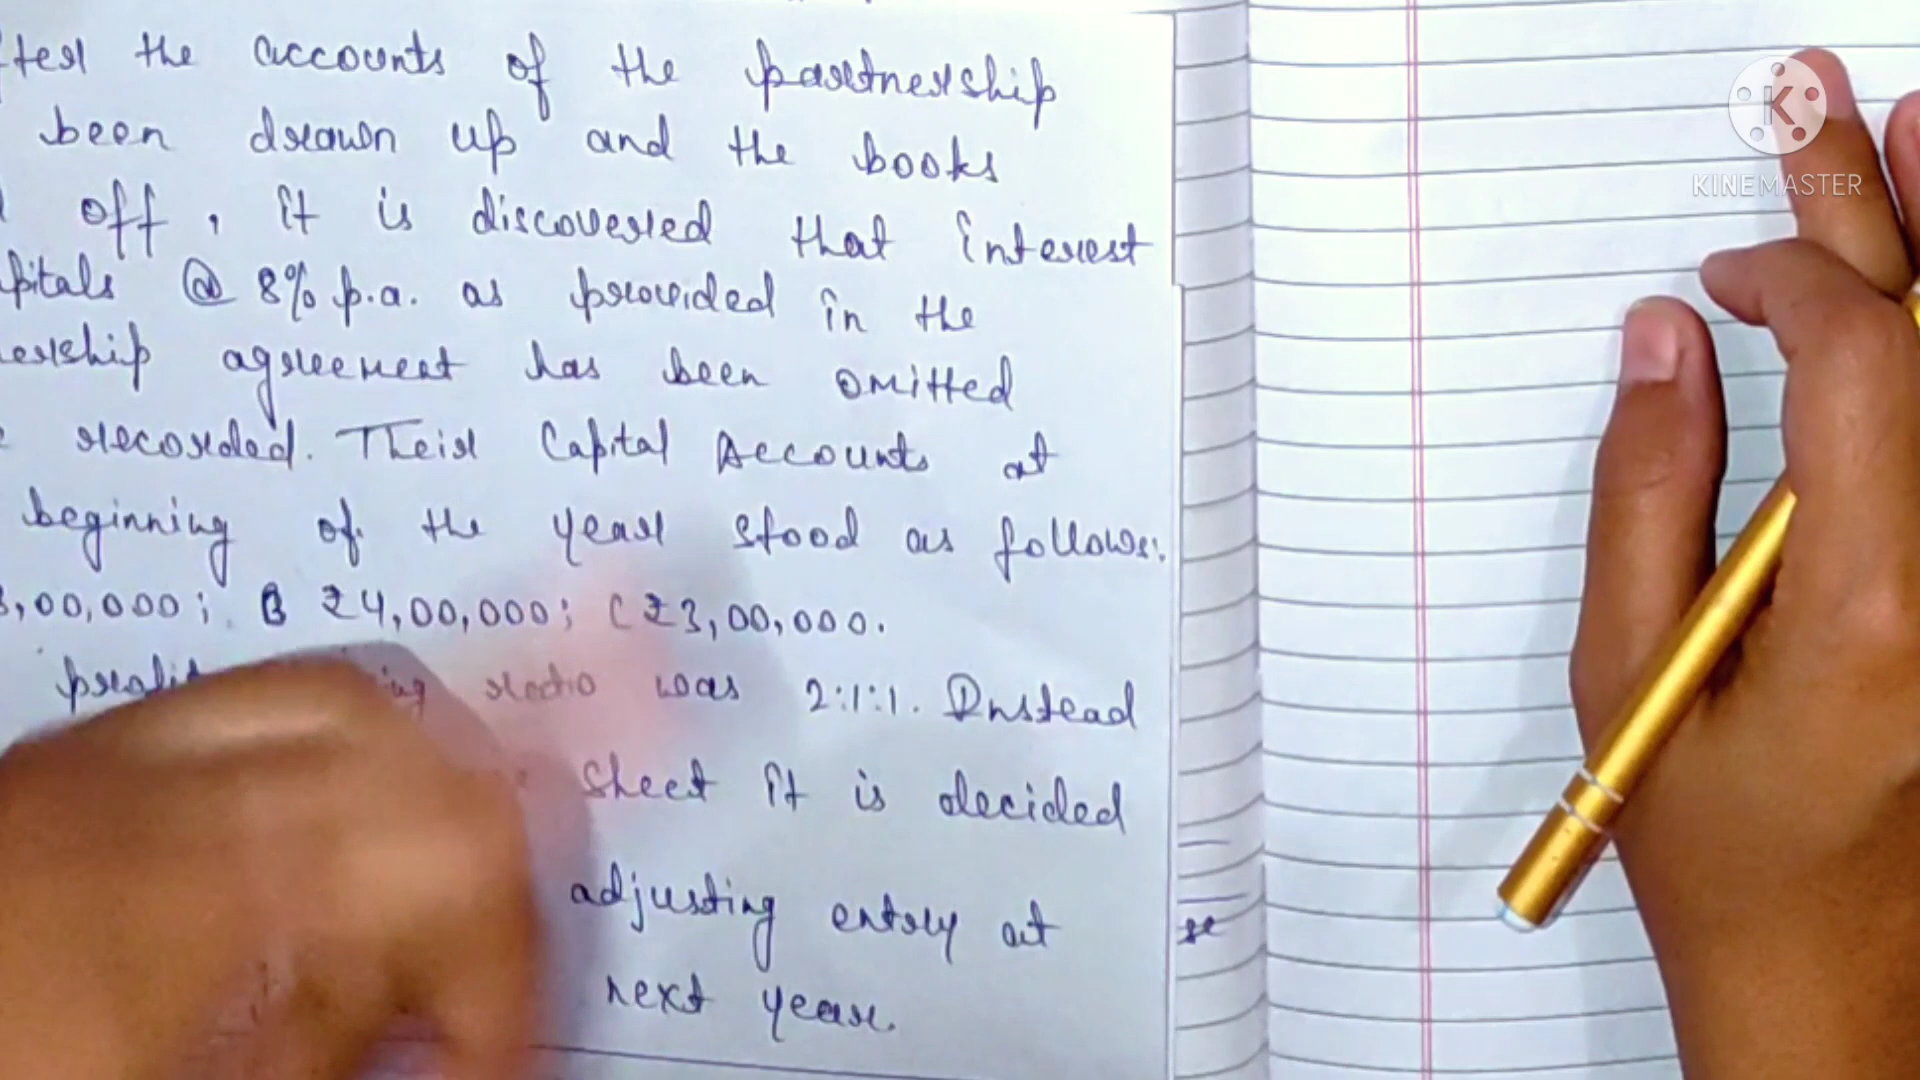 ter the accounts of the partnership
been drawn up and the books
off, it is discovered that interest
pitals @ 8% p.a. as provided in the
ership agreement has been omitted
recorded. Their Capital Accounts at
beginning of the year stood as follows:
,00,000; B ₹4,00,000; C ₹3,00,000.
ratio was 2:1:1. Instead
sheet it is decided
adjusting entry at
next year.
KINEMASTER